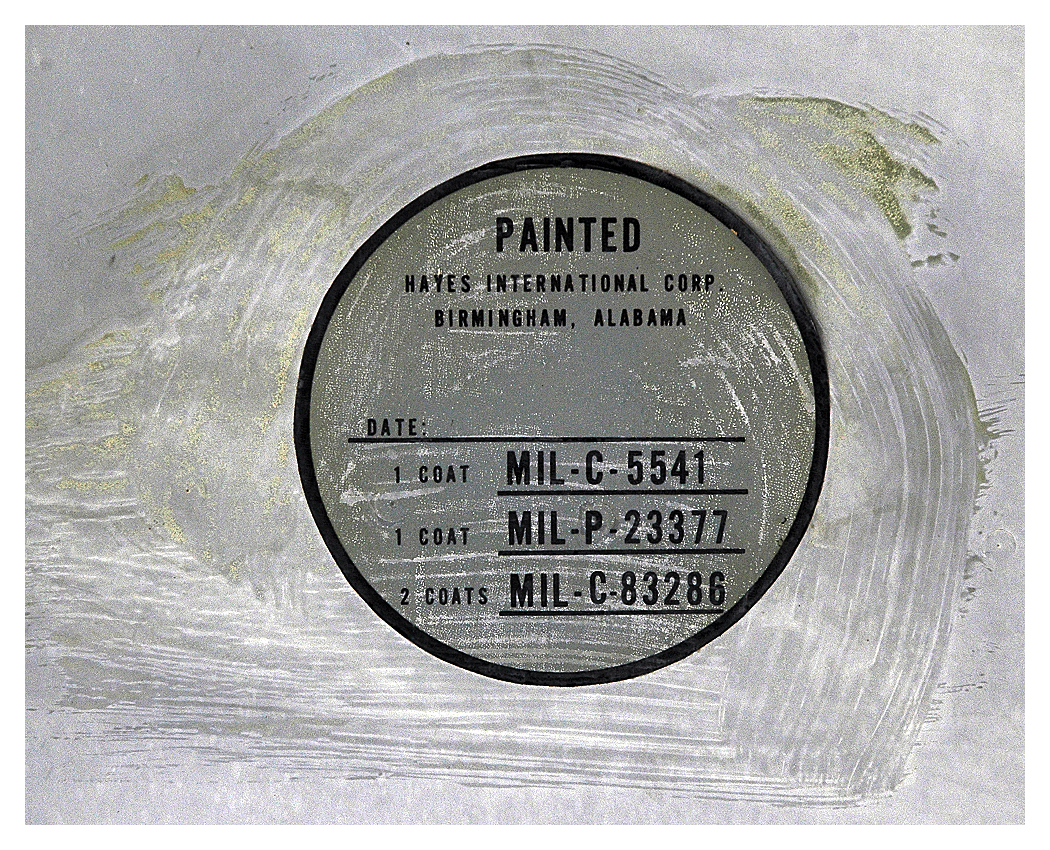 PAINTED
HAYES INTERNATIONAL CORP.
BIRMINGHAM, ALABAMA
DATE:
1 COAT MIL-C-5541
1 COAT MIL-P-23377
2 COATS MIL-C-83286